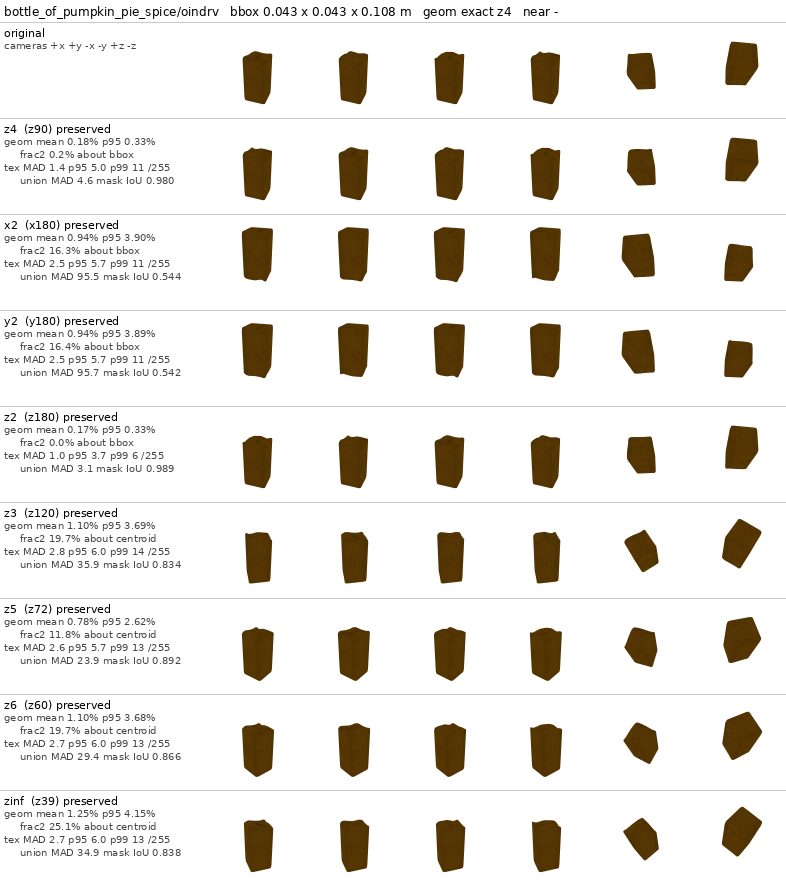 bottle_of_pumpkin_pie_spice/oindrv bbox 0.043 x 0.043 x 0.108 m geom exact z4 near -
original
cameras +x +y -x -y +z -z
z4 (z90) preserved
geom mean 0.18% p95 0.33%
frac2 0.2% about bbox
tex MAD 1.4 p95 5.0 p99 11 /255
union MAD 4.6 mask IoU 0.980
x2 (x180) preserved
geom mean 0.94% p95 3.90%
frac2 16.3% about bbox
tex MAD 2.5 p95 5.7 p99 11 /255
union MAD 95.5 mask IoU 0.544
y2 (y180) preserved
geom mean 0.94% p95 3.89%
frac2 16.4% about bbox
tex MAD 2.5 p95 5.7 p99 11 /255
union MAD 95.7 mask IoU 0.542
z2 (z180) preserved
geom mean 0.17% p95 0.33%
frac2 0.0% about bbox
tex MAD 1.0 p95 3.7 p99 6 /255
union MAD 3.1 mask IoU 0.989
z3 (z120) preserved
geom mean 1.10% p95 3.69%
frac2 19.7% about centroid
tex MAD 2.8 p95 6.0 p99 14 /255
union MAD 35.9 mask IoU 0.834
z5 (z72) preserved
geom mean 0.78% p95 2.62%
frac2 11.8% about centroid
tex MAD 2.6 p95 5.7 p99 13 /255
union MAD 23.9 mask IoU 0.892
z6 (z60) preserved
geom mean 1.10% p95 3.68%
frac2 19.7% about centroid
tex MAD 2.7 p95 6.0 p99 13 /255
union MAD 29.4 mask IoU 0.866
zinf (z39) preserved
geom mean 1.25% p95 4.15%
frac2 25.1% about centroid
tex MAD 2.7 p95 6.0 p99 13 /255
union MAD 34.9 mask IoU 0.838